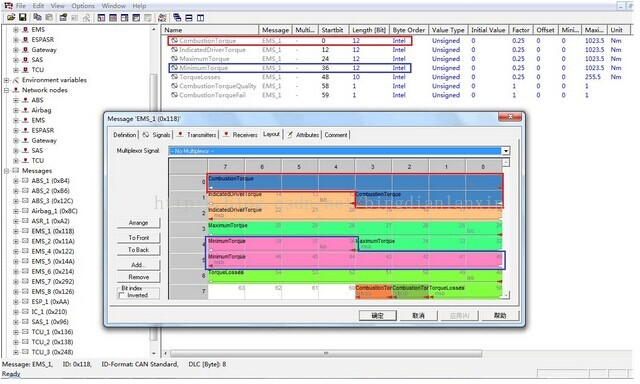 File Edit View Options Window Help
EMS
ESPASR
Gateway
SAS
TCU
Environment variables
Network nodes
ABS
Airbag
EMS
ESPASR
Gateway
SAS
TCU
Messages
ABS_1 (0xB4)
ABS_2 (0xB6)
ABS_3 (0x12C)
Airbag_1 (0x8C)
ASR_1 (0xA2)
EMS_1 (0x118)
EMS_2 (0x11A)
EMS_5 (0x10E)
EMS_6 (0x14A)
EMS_7 (0x292)
EMS_8 (0x126)
ESP_1 (0xAA)
IC_1 (0x210)
SAS_1 (0x96)
TCU_1 (0x136)
TCU_2 (0x13B)
TCU_3 (0x248)
Name Message Multi... Startbit Length [Bit] Byte Order Value Type Initial Value Factor Offset Mini... Maxi... Unit
CombustionTorque EMS_1 - 0 12 Intel Unsigned 0 0.25 0 0 1023.5 Nm
IndicatedDriverTorque EMS_1 - 12 12 Intel Unsigned 0 0.25 0 0 1023.5 Nm
MaximumTorque EMS_1 - 24 12 Intel Unsigned 0 0.25 0 0 1023.5 Nm
MinimumTorque EMS_1 - 36 12 Intel Unsigned 0 0.25 0 0 1023.5 Nm
TorqueLosses EMS_1 - 48 10 Intel Unsigned 0 0.25 0 0 255.5 Nm
CombustionTorqueQuality EMS_1 - 58 1 Intel Unsigned 0 1 0 0 1
CombustionTorqueFail EMS_1 - 59 1 Intel Unsigned 0 1 0 0 1
Message 'EMS_1 (0x118)'
Definition Signals Transmitters Receivers Layout Attributes Comment
Multiplexor Signal: -- No Multiplexor --
7 6 5 4 3 2 1 0
0 CombustionTorque
1 IndicatedDriverTorque CombustionTorque
2 IndicatedDriverTorque
3 MaximumTorque
4 MinimumTorque MaximumTorque
5 MinimumTorque
6 TorqueLosses
7 63 62 61 60 CombustionTor CombustionTor TorqueLosses
Arrange
To Front
To Back
Add...
Remove
Bit index
Inverted
确定 取消 应用(A) 帮助
Message: EMS_1, ID: 0x118, ID-Format: CAN Standard, DLC [Byte]: 8
Ready